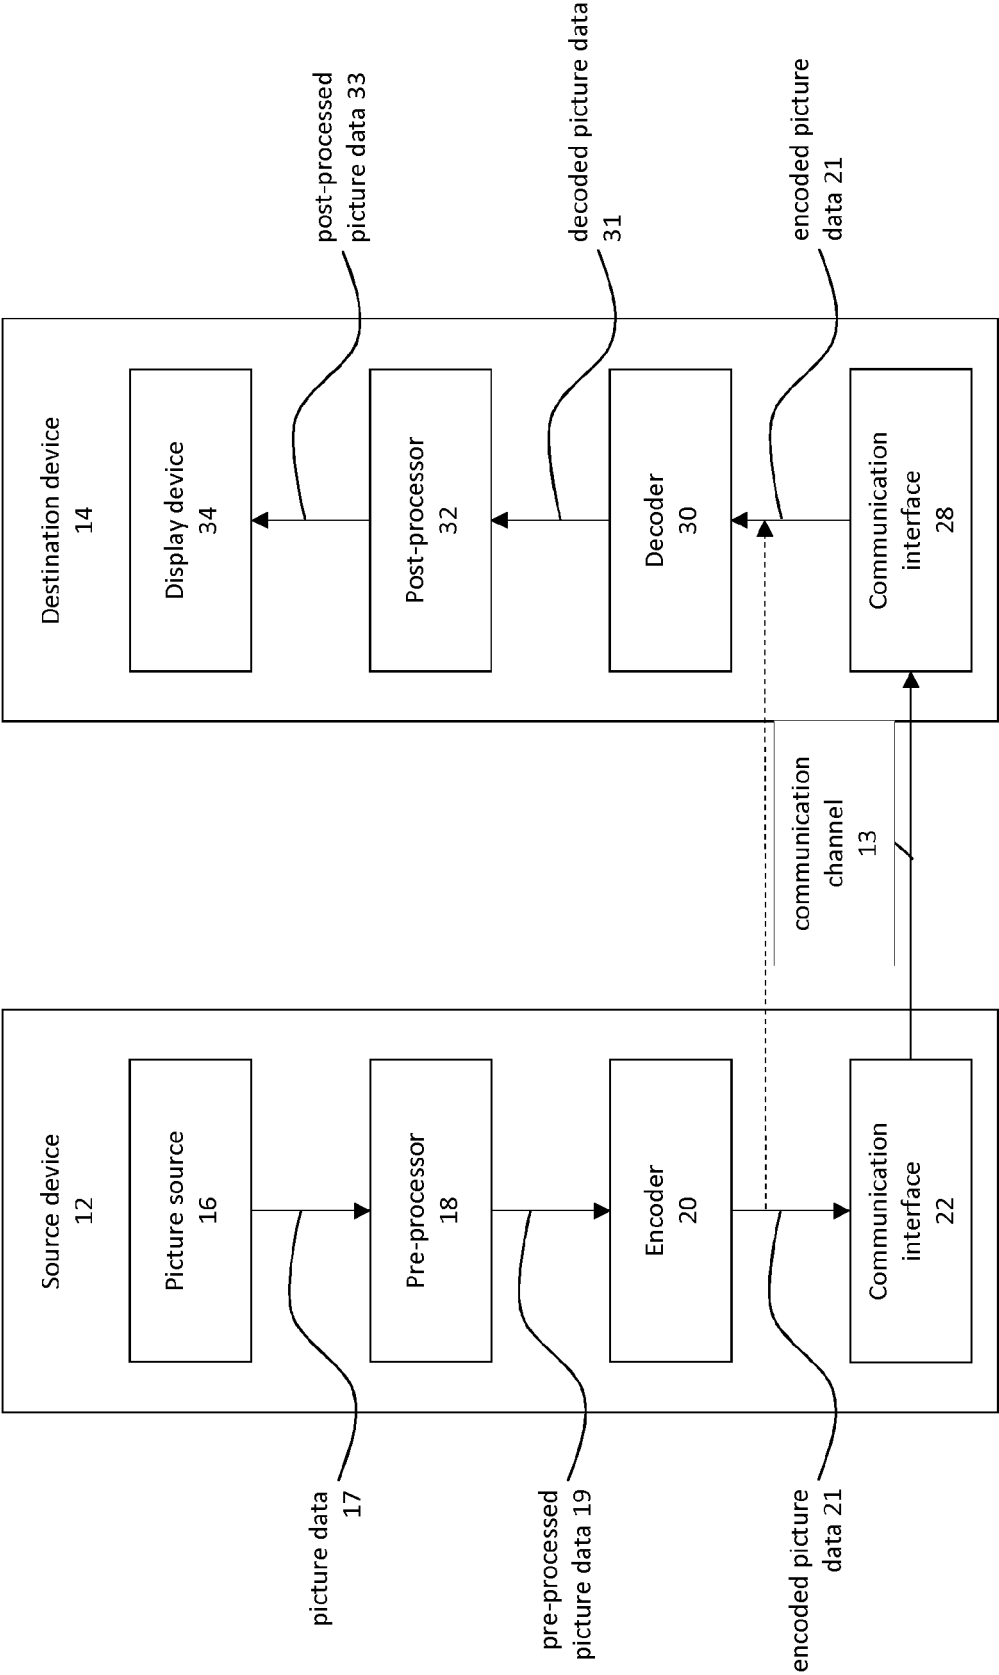 Source device
12
Picture source
16
picture data
17
Pre-processor
18
pre-processed
picture data 19
Encoder
20
encoded picture
data 21
Communication
interface
22
communication
channel
13
Destination device
14
Display device
34
post-processed
picture data 33
Post-processor
32
decoded picture data
31
Decoder
30
encoded picture
data 21
Communication
interface
28